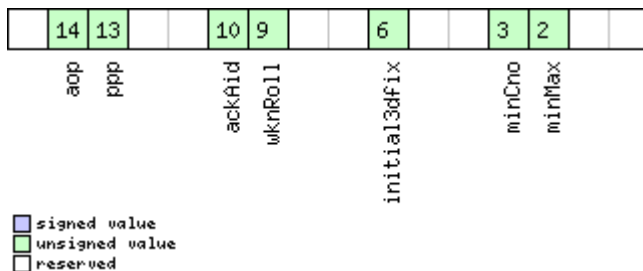 14 13 10 9 6 3 2
aop ppp ackAid wknRoll initial3dfix minCno minMax
signed value
unsigned value
reserved